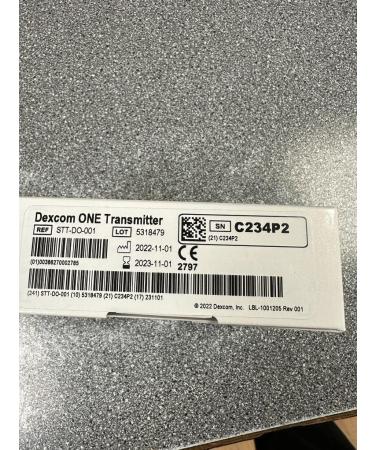 Dexcom ONE Transmitter
REF STT-DO-001
LOT 5318479
2022-11-01
2023-11-01
CE
2797
SN C234P2
(21) C234P2
(01)00386270002785
(241) STT-DO-001 (10) 5318479 (21) C234P2 (17) 231101
© 2022 Dexcom, Inc. LBL-1001205 Rev 001